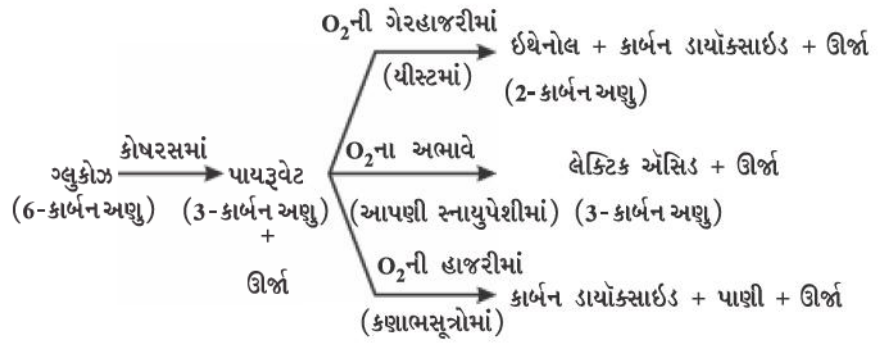 O₂ની ગેરહાજરીમાં
(યીસ્ટમાં)
ઈથેનોલ + કાર્બન ડાયૉક્સાઇડ + ઊર્જા
(2-કાર્બન અણુ)
ગ્લુકોઝ
(6-કાર્બન અણુ)
કોષરસમાં
પાયરૂવેટ
(3-કાર્બન અણુ)
+
ઊર્જા
O₂ના અભાવે
(આપણી સ્નાયુપેશીમાં)
લેક્ટિક ઍસિડ + ઊર્જા
(3-કાર્બન અણુ)
O₂ની હાજરીમાં
(કણાભસૂત્રોમાં)
કાર્બન ડાયૉક્સાઇડ + પાણી + ઊર્જા